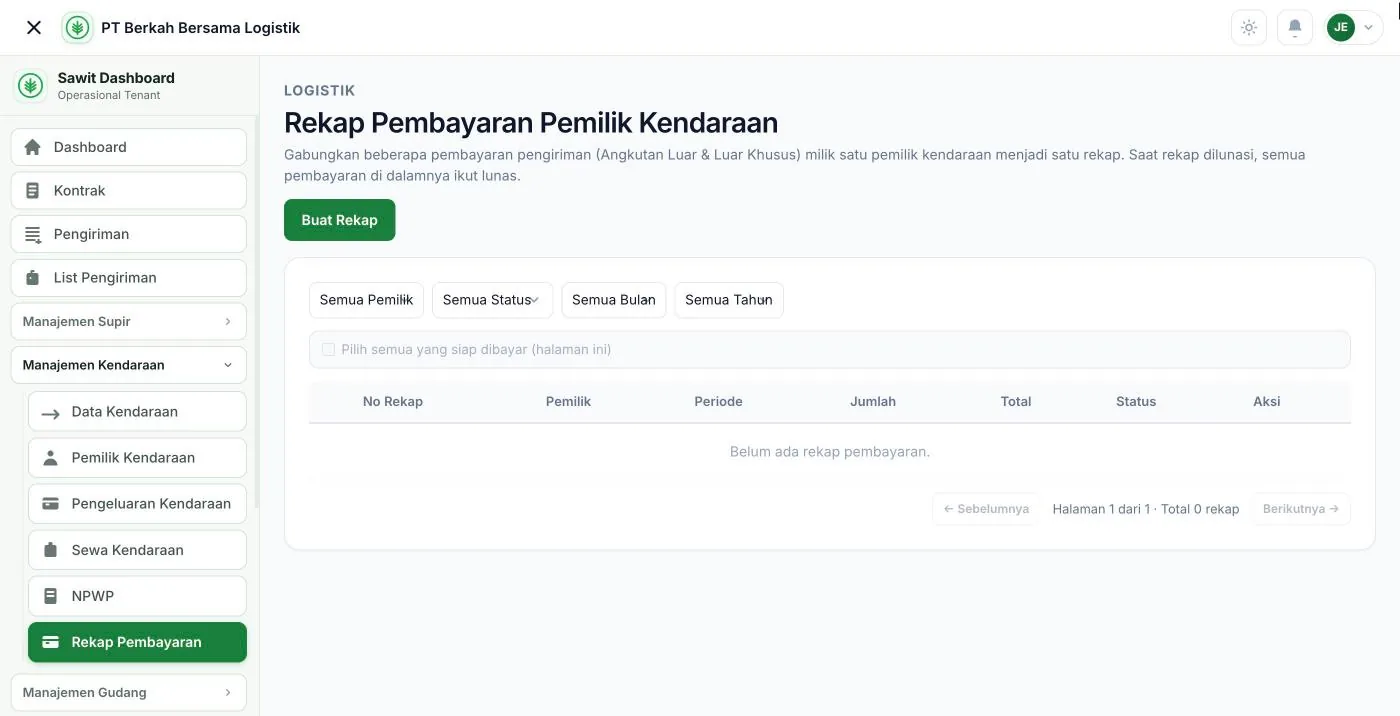 PT Berkah Bersama Logistik
JE
Sawit Dashboard
Operasional Tenant
Dashboard
Kontrak
Pengiriman
List Pengiriman
Manajemen Supir
Manajemen Kendaraan
Data Kendaraan
Pemilik Kendaraan
Pengeluaran Kendaraan
Sewa Kendaraan
NPWP
Rekap Pembayaran
Manajemen Gudang
LOGISTIK
Rekap Pembayaran Pemilik Kendaraan
Gabungkan beberapa pembayaran pengiriman (Angkutan Luar & Luar Khusus) milik satu pemilik kendaraan menjadi satu rekap. Saat rekap dilunasi, semua
pembayaran di dalamnya ikut lunas.
Buat Rekap
Semua Pemilik Semua Status Semua Bulan Semua Tahun
Pilih semua yang siap dibayar (halaman ini)
No Rekap Pemilik Periode Jumlah Total Status Aksi
Belum ada rekap pembayaran.
← Sebelumnya Halaman 1 dari 1 · Total 0 rekap Berikutnya →